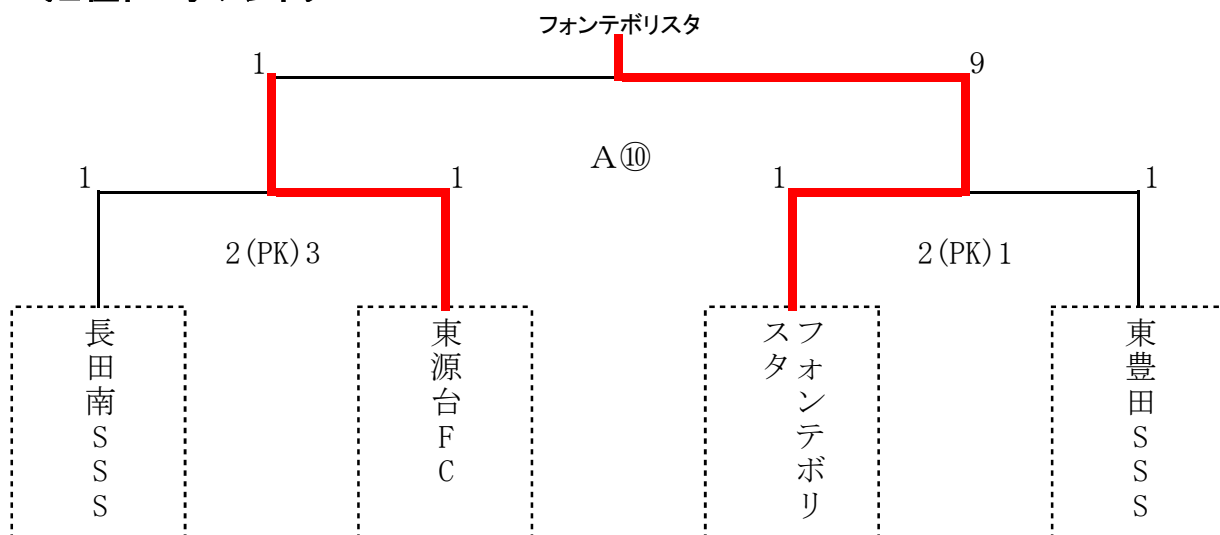 フォンテボリスタ
1
9
A⑩
1
1
1
1
2(PK)3
2(PK)1
長田南SSS
東源台FC
フォンテボリ
スタ
東豊田SSS